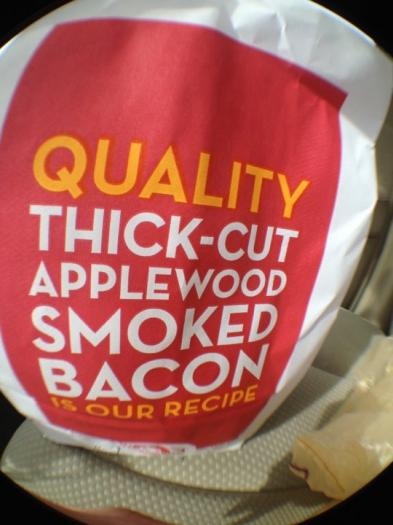 QUALITY
THICK-CUT
APPLEWOOD
SMOKED
BACON
IS OUR RECIPE